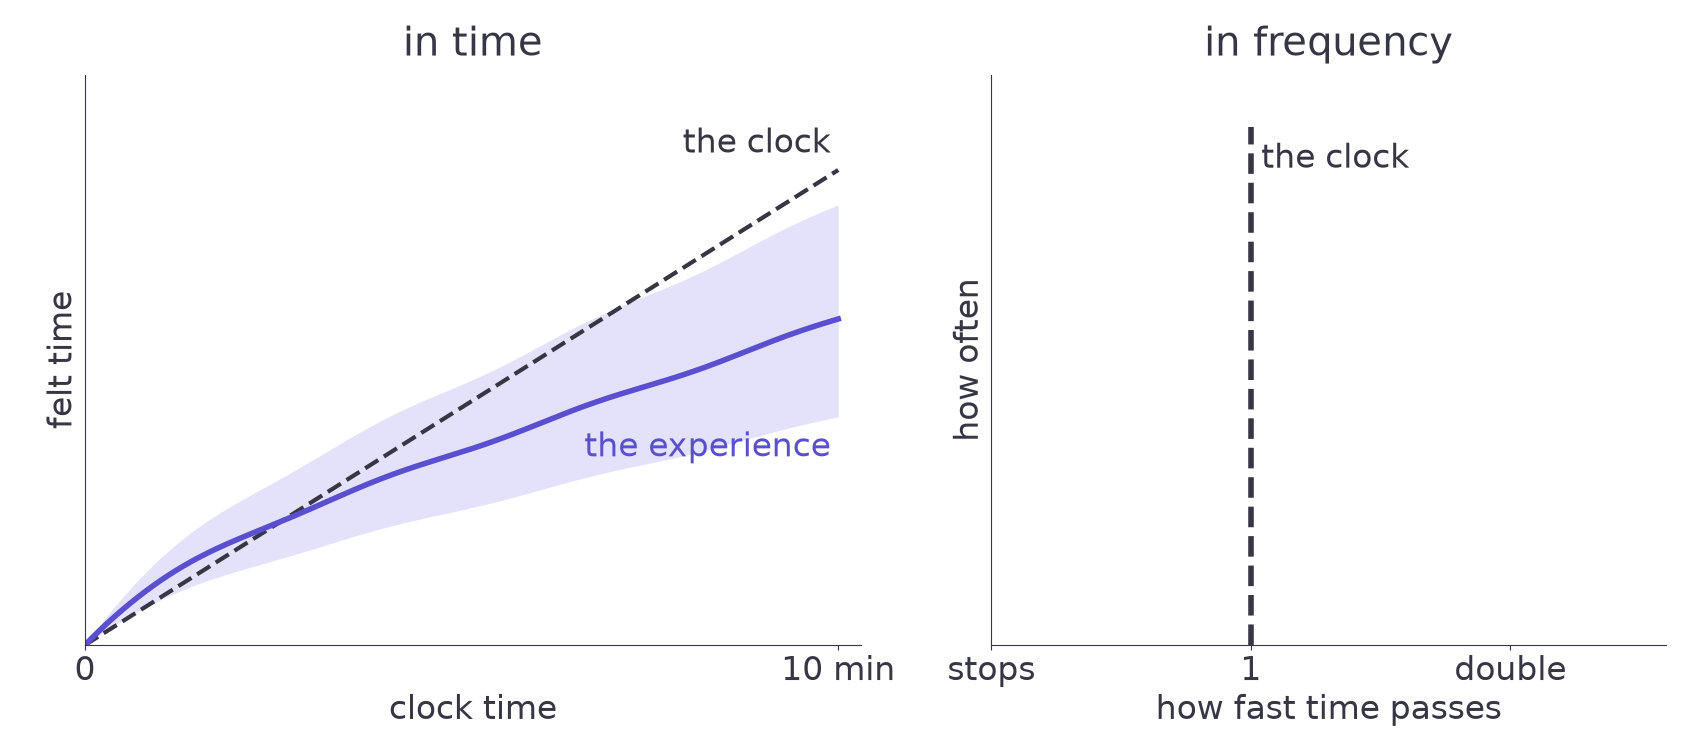 in time
the clock
the experience
felt time
0
10 min
clock time
in frequency
the clock
how often
stops
1
double
how fast time passes